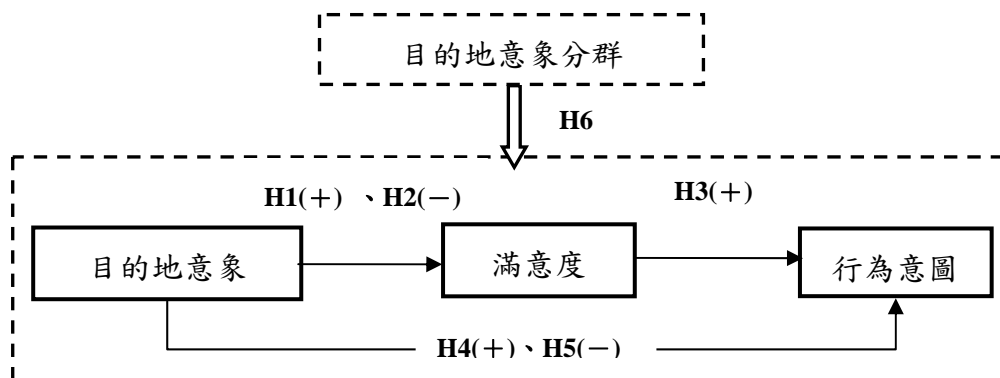 目的地意象分群
H6
H1(+) 、H2(−)
H3(+)
目的地意象
滿意度
行為意圖
H4(+)、H5(−)